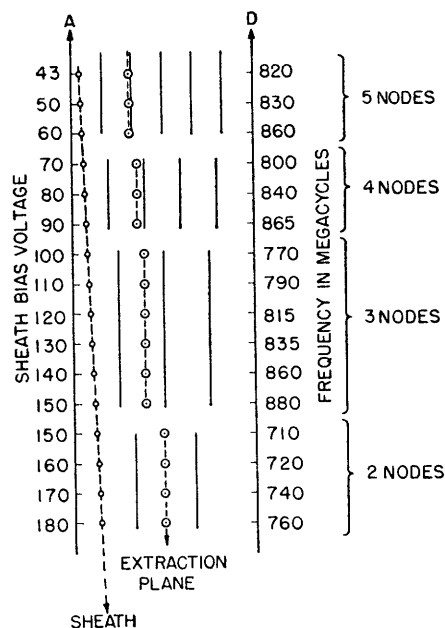 A D
43 820
50 830 5 NODES
60 860
70 800
80 840 4 NODES
90 865
100 770
110 790
120 815 3 NODES
130 835
140 860
150 880
150 710
160 720 2 NODES
170 740
180 760
SHEATH BIAS VOLTAGE
FREQUENCY IN MEGACYCLES
EXTRACTION
PLANE
SHEATH